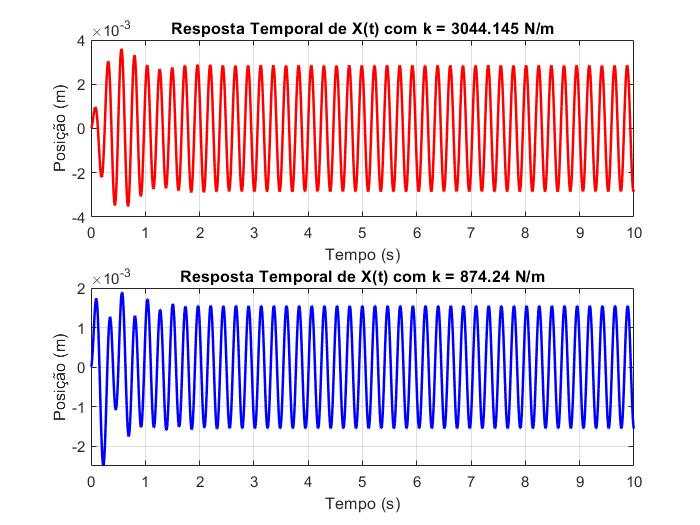 ×10⁻³
Resposta Temporal de X(t) com k = 3044.145 N/m
4
2
0
-2
-4
Posição (m)
0 1 2 3 4 5 6 7 8 9 10
Tempo (s)
×10⁻³
Resposta Temporal de X(t) com k = 874.24 N/m
2
1
0
-1
-2
Posição (m)
0 1 2 3 4 5 6 7 8 9 10
Tempo (s)